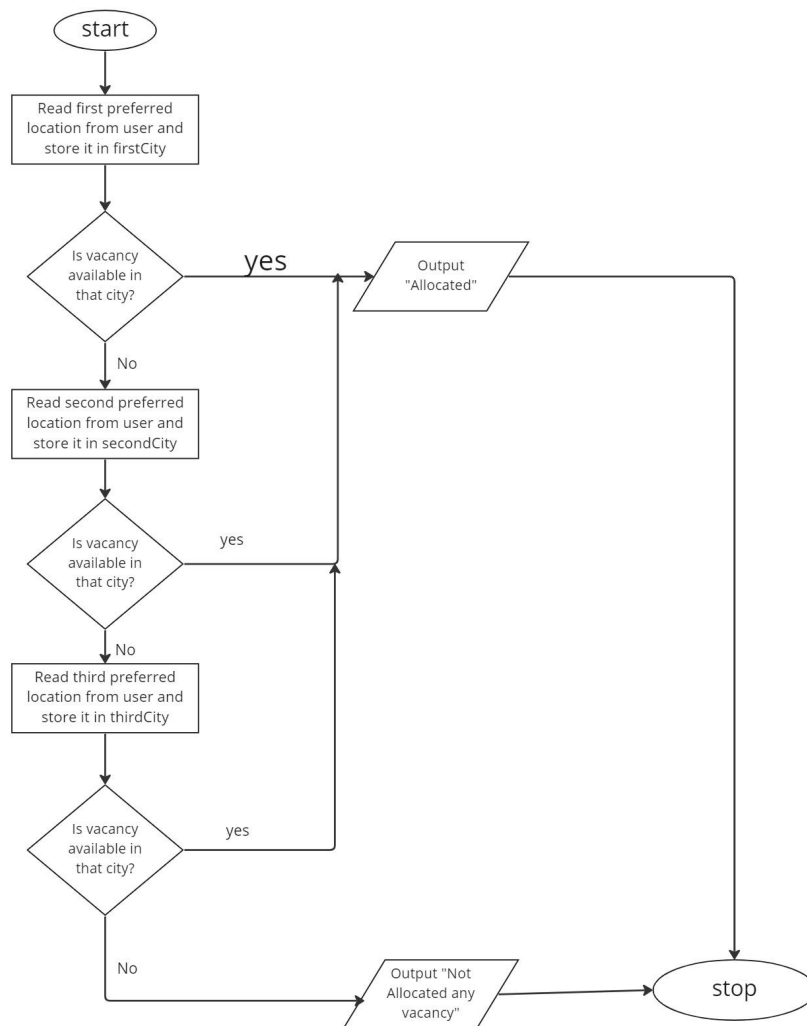 start
Read first preferred
location from user and
store it in firstCity
Is vacancy
available in
that city?
yes
Output
"Allocated"
No
Read second preferred
location from user and
store it in secondCity
Is vacancy
available in
that city?
yes
No
Read third preferred
location from user and
store it in thirdCity
Is vacancy
available in
that city?
yes
No
Output "Not
Allocated any
vacancy"
stop